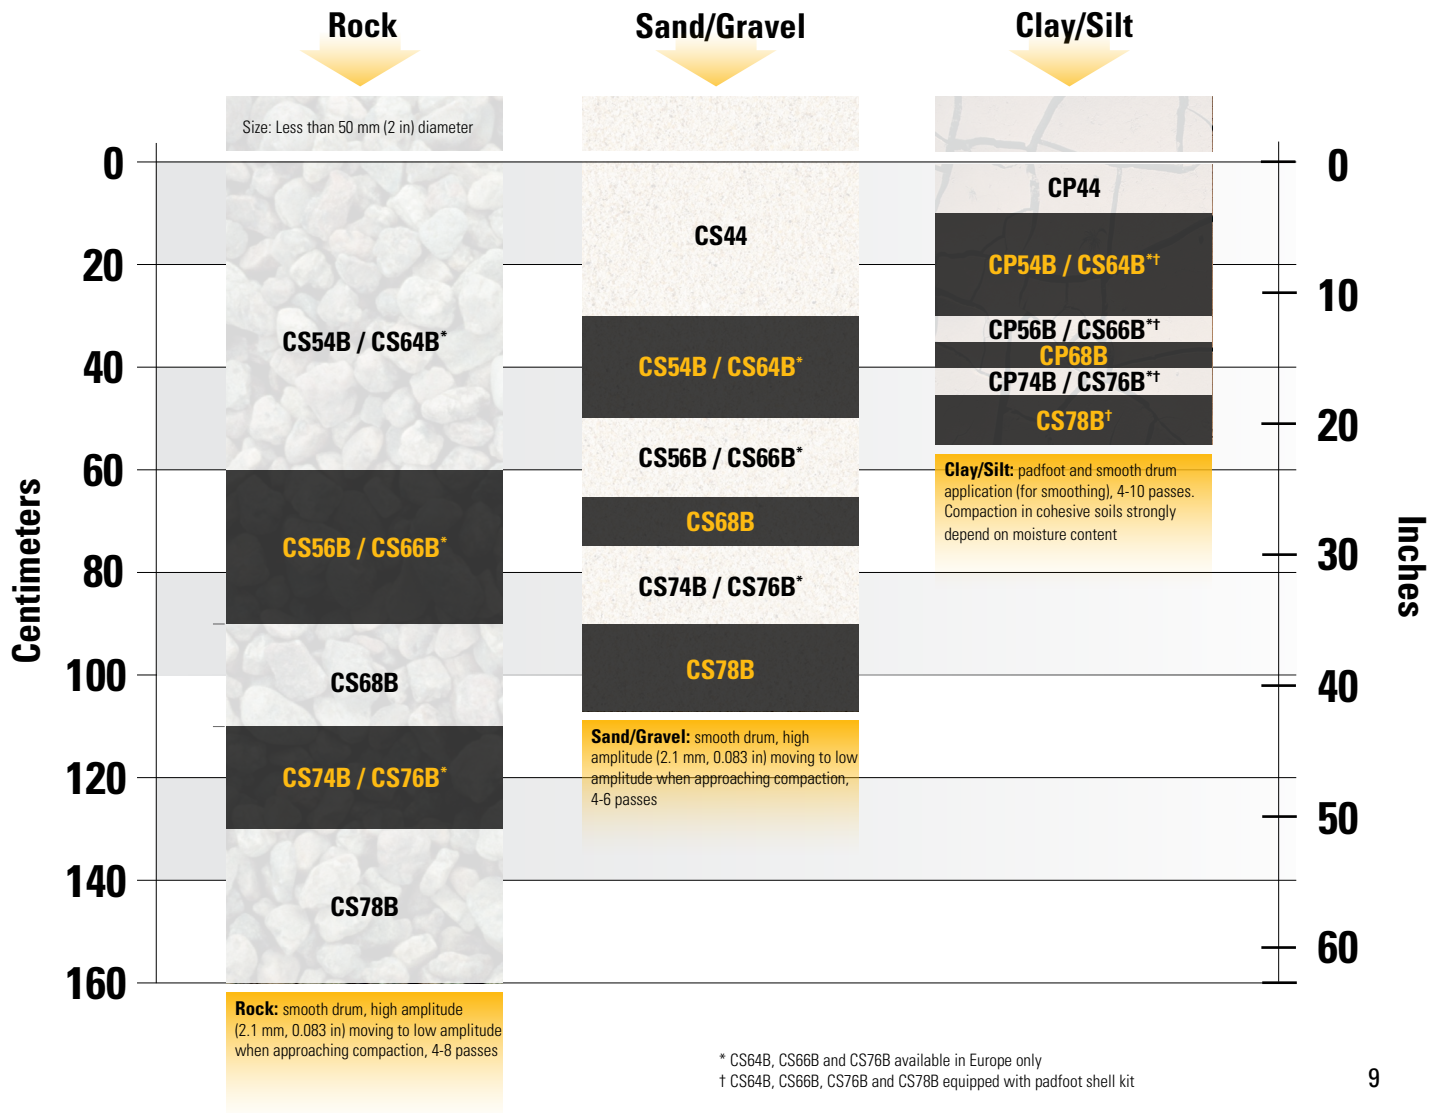 Rock
Sand/Gravel
Clay/Silt
Size: Less than 50 mm (2 in) diameter
Centimeters
0
20
40
60
80
100
120
140
160
CS54B / CS64B*
CS56B / CS66B*
CS68B
CS74B / CS76B*
CS78B
Rock: smooth drum, high amplitude
(2.1 mm, 0.083 in) moving to low amplitude
when approaching compaction, 4-8 passes
CS44
CS54B / CS64B*
CS56B / CS66B*
CS68B
CS74B / CS76B*
CS78B
Sand/Gravel: smooth drum, high
amplitude (2.1 mm, 0.083 in) moving to low
amplitude when approaching compaction,
4-6 passes
CP44
CP54B / CS64B*†
CP56B / CS66B*†
CP68B
CP74B / CS76B*†
CS78B†
Clay/Silt: padfoot and smooth drum
application (for smoothing), 4-10 passes.
Compaction in cohesive soils strongly
depend on moisture content
0
10
20
30
40
50
60
Inches
* CS64B, CS66B and CS76B available in Europe only
† CS64B, CS66B, CS76B and CS78B equipped with padfoot shell kit
9